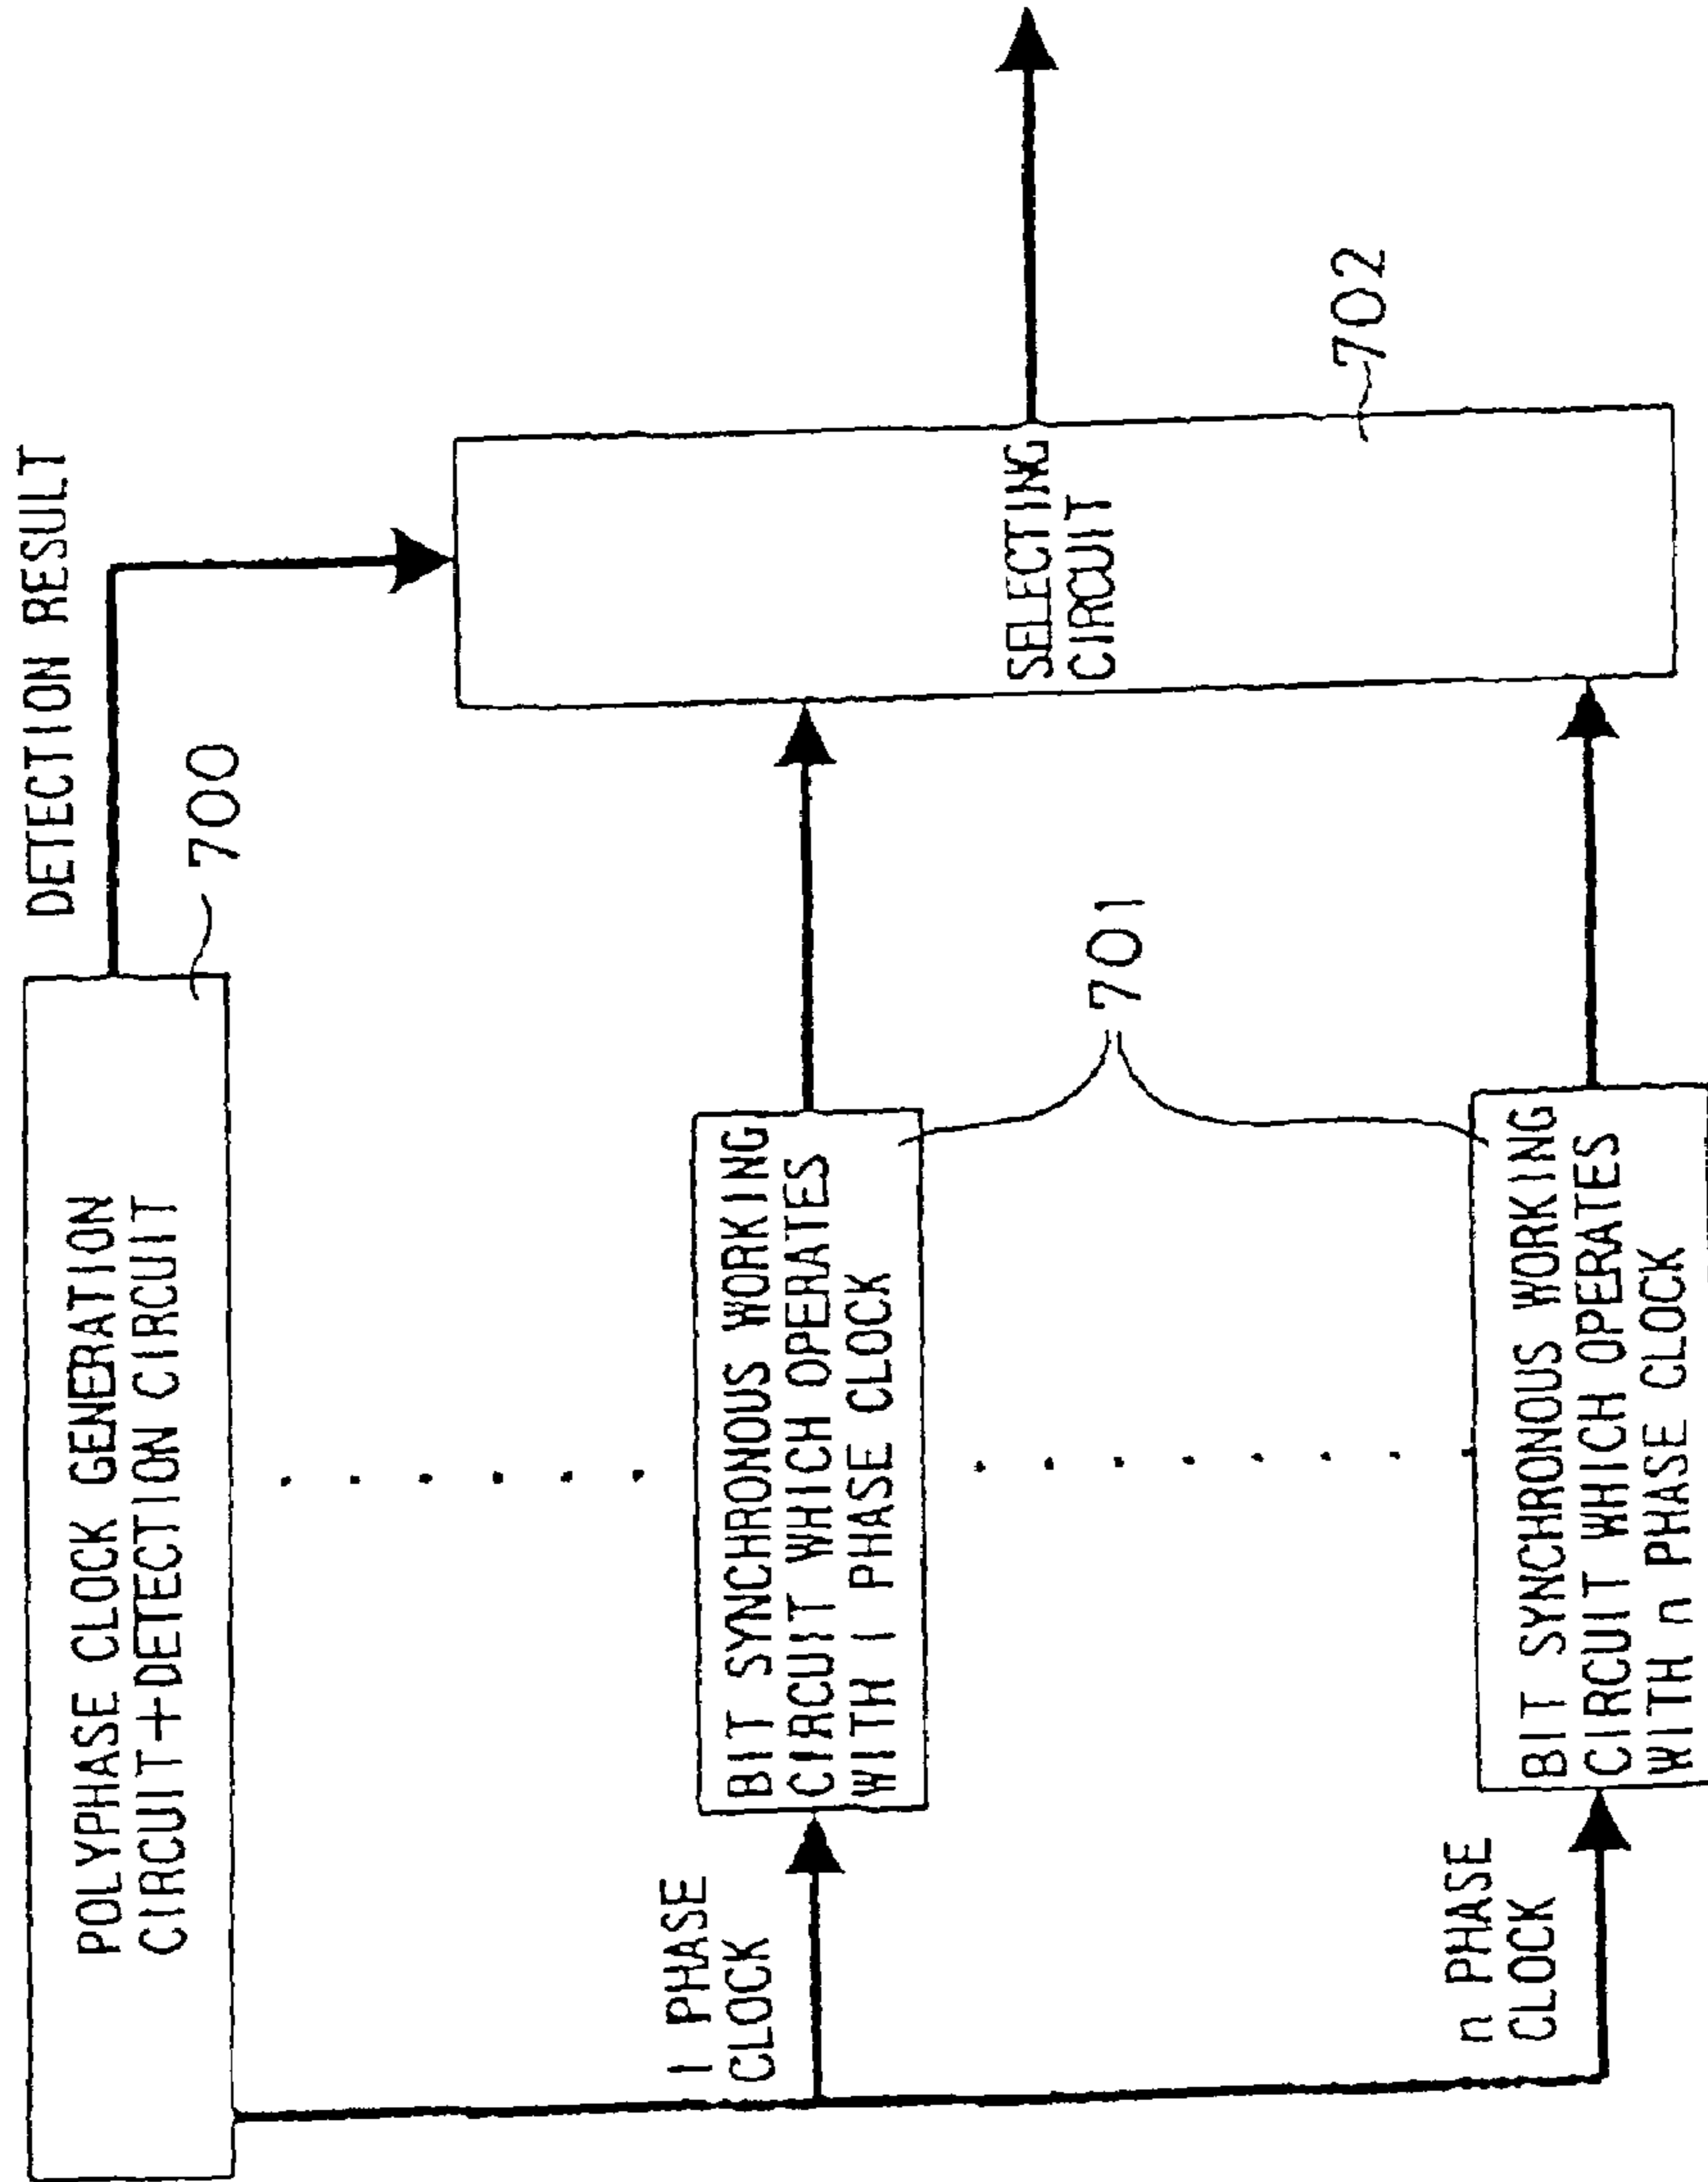 POLYPHASE CLOCK GENERATION
CIRCUIT+DETECTION CIRCUIT
DETECTION RESULT
700
1 PHASE
CLOCK
BIT SYNCHRONOUS WORKING
CIRCUIT WHICH OPERATES
WITH 1 PHASE CLOCK
701
SELECTING
CIRCUIT
702
n PHASE
CLOCK
BIT SYNCHRONOUS WORKING
CIRCUIT WHICH OPERATES
WITH n PHASE CLOCK